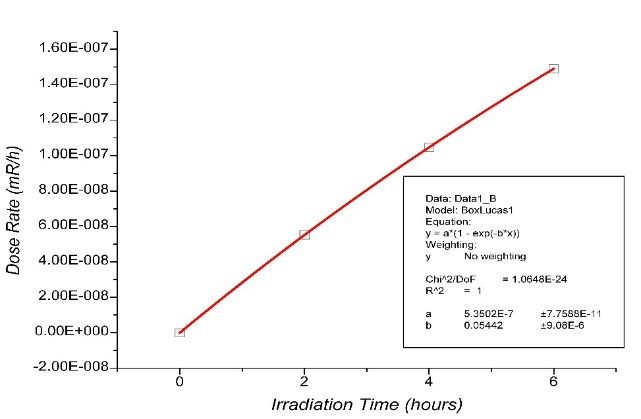 1.60E-007
1.40E-007
1.20E-007
1.00E-007
8.00E-008
6.00E-008
4.00E-008
2.00E-008
0.00E+000
-2.00E-008
Dose Rate (mR/h)
0 2 4 6
Irradiation Time (hours)
Data: Data1_B
Model: BoxLucas1
Equation:
y = a*(1 - exp(-b*x))
Weighting:
y No weighting
Chi^2/DoF = 1.0648E-24
R^2 = 1
a 5.3502E-7 ±7.7588E-11
b 0.05442 ±9.08E-6